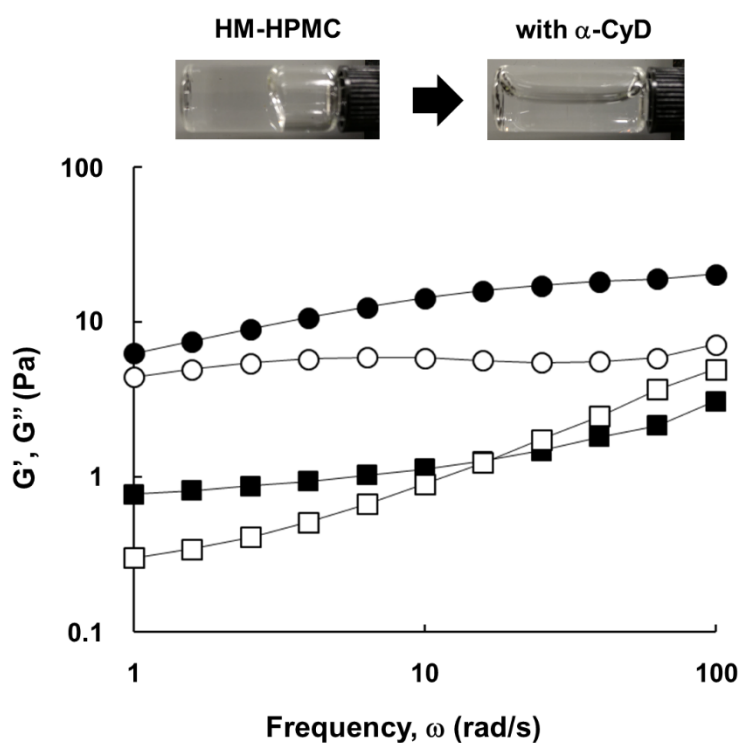 HM-HPMC
with α-CyD
100
10
1
0.1
G’, G” (Pa)
1
10
100
Frequency, ω (rad/s)